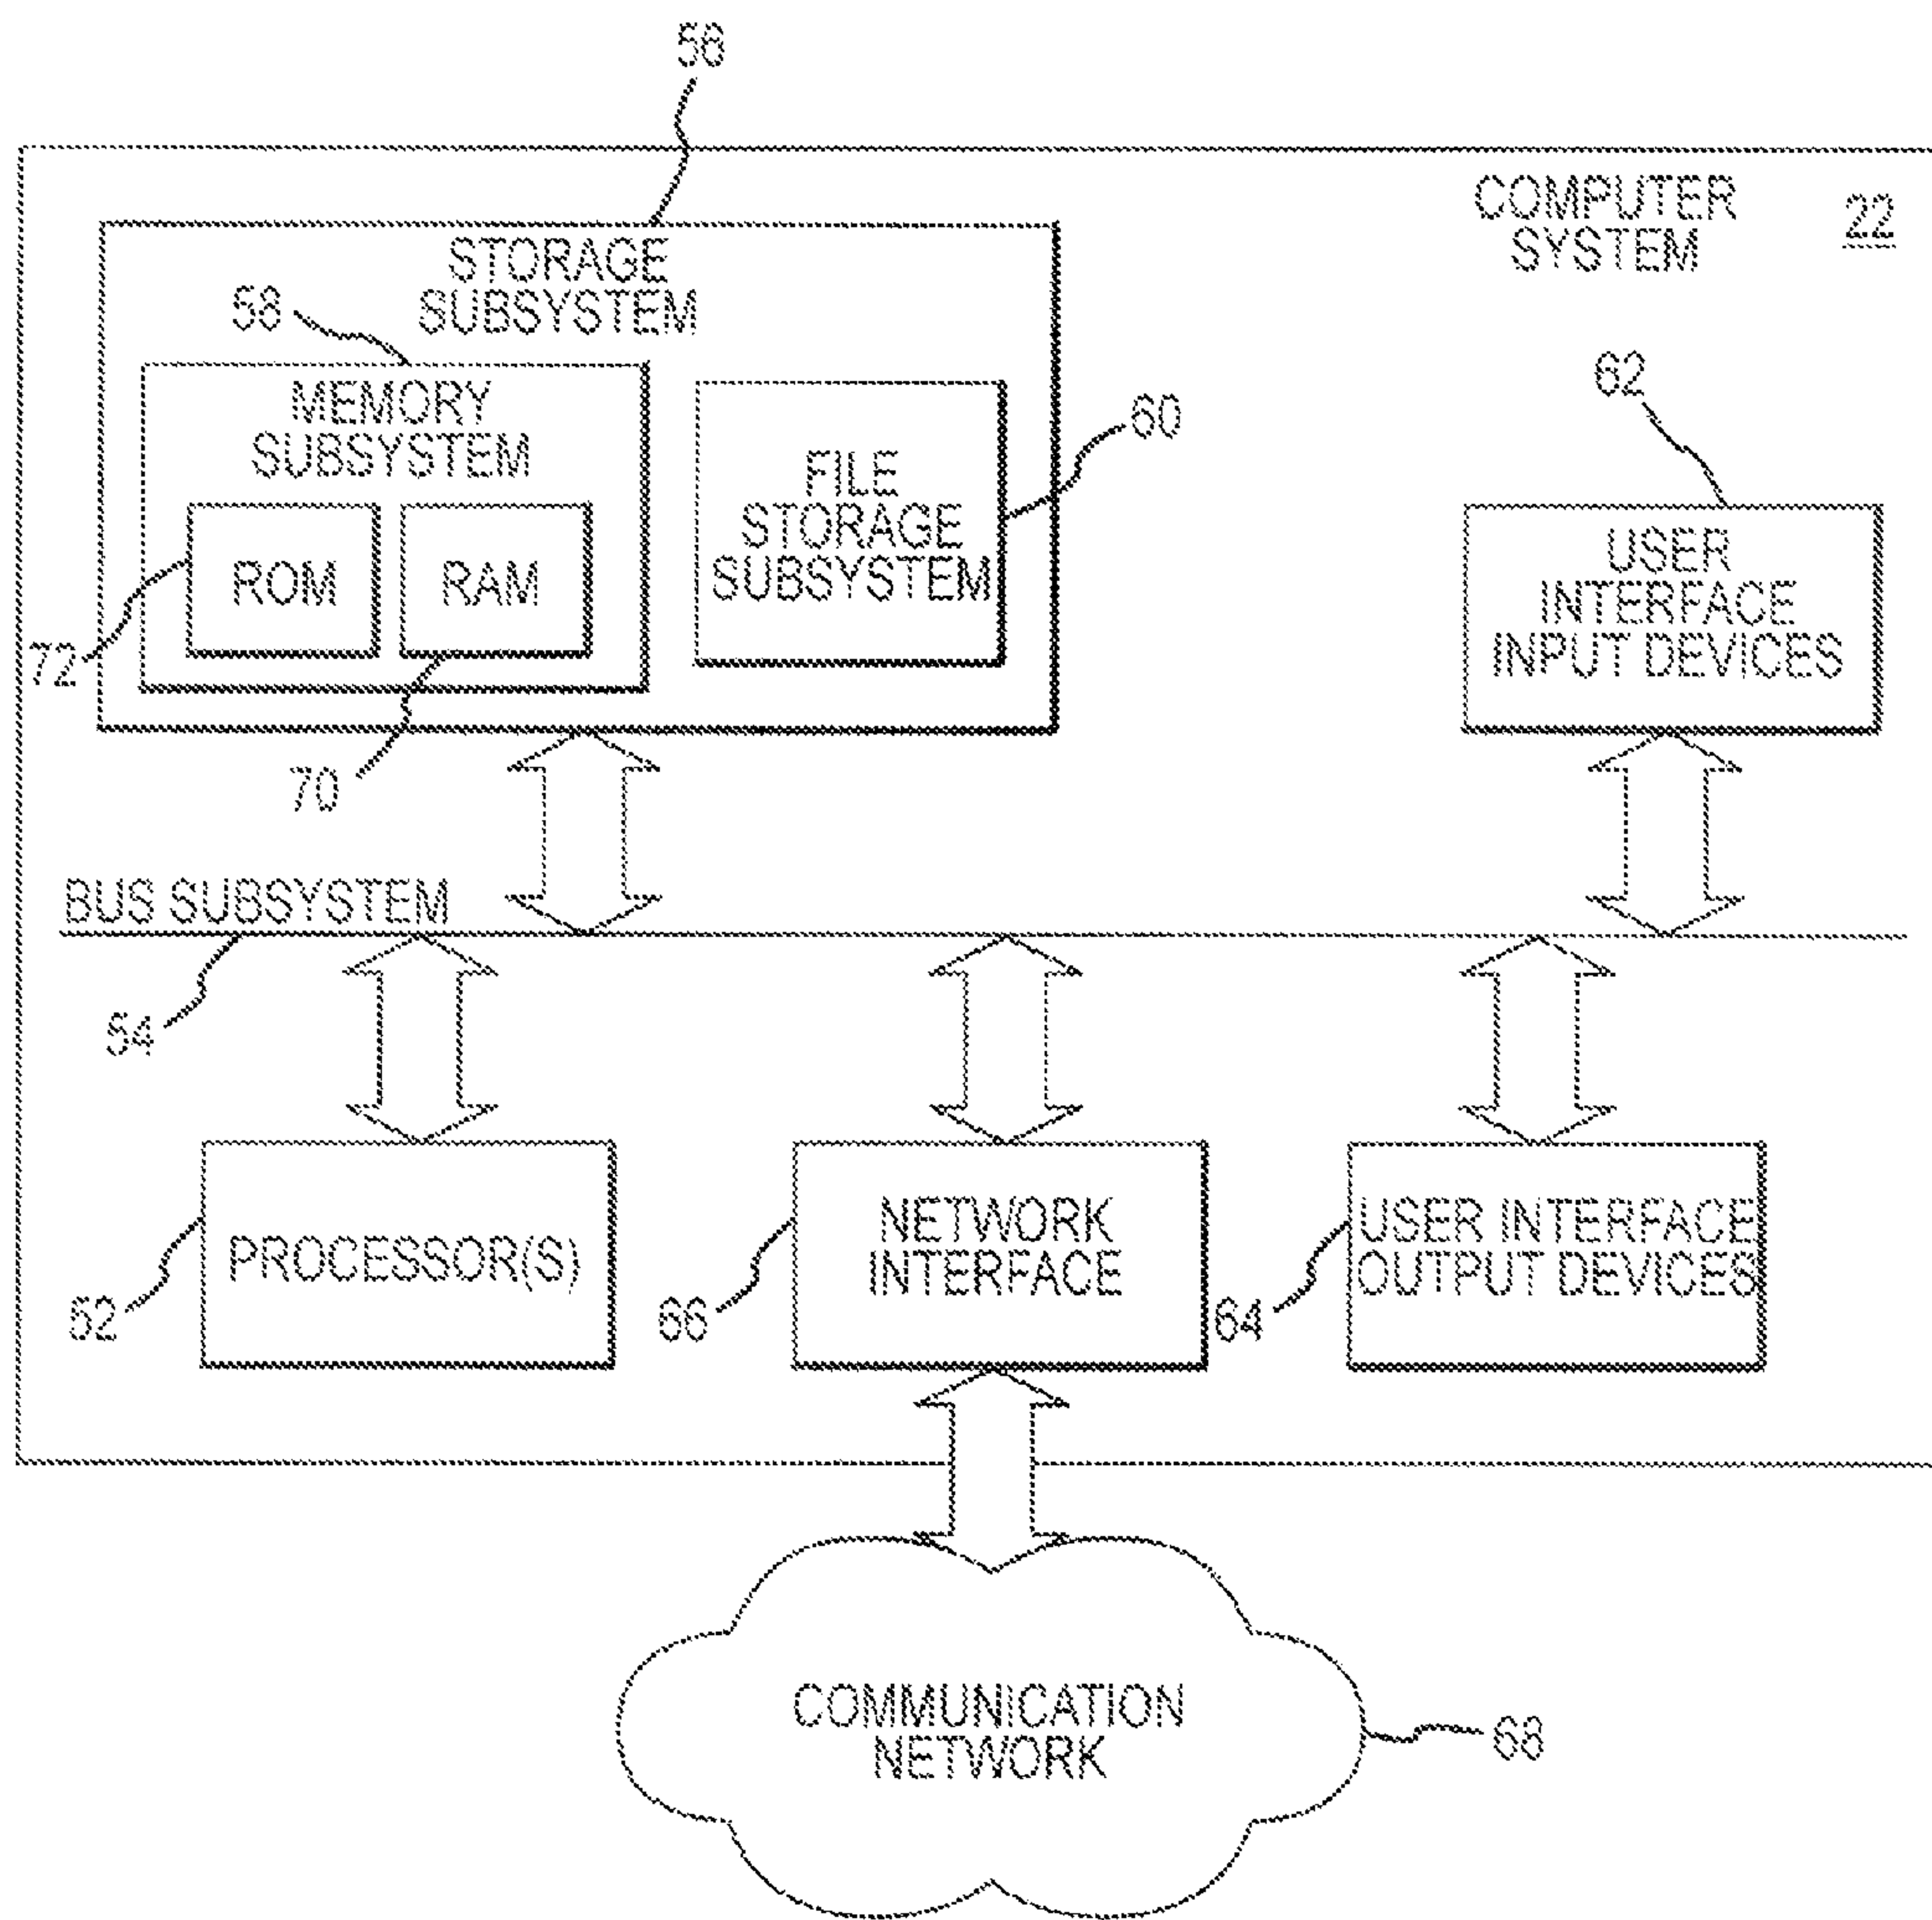 56
COMPUTER
SYSTEM
22
STORAGE
SUBSYSTEM
58
MEMORY
SUBSYSTEM
62
60
FILE
STORAGE
SUBSYSTEM
USER
INTERFACE
INPUT DEVICES
ROM
RAM
72
70
BUS SUBSYSTEM
54
PROCESSOR(S)
NETWORK
INTERFACE
USER INTERFACE
OUTPUT DEVICES
52
66
64
COMMUNICATION
NETWORK
68